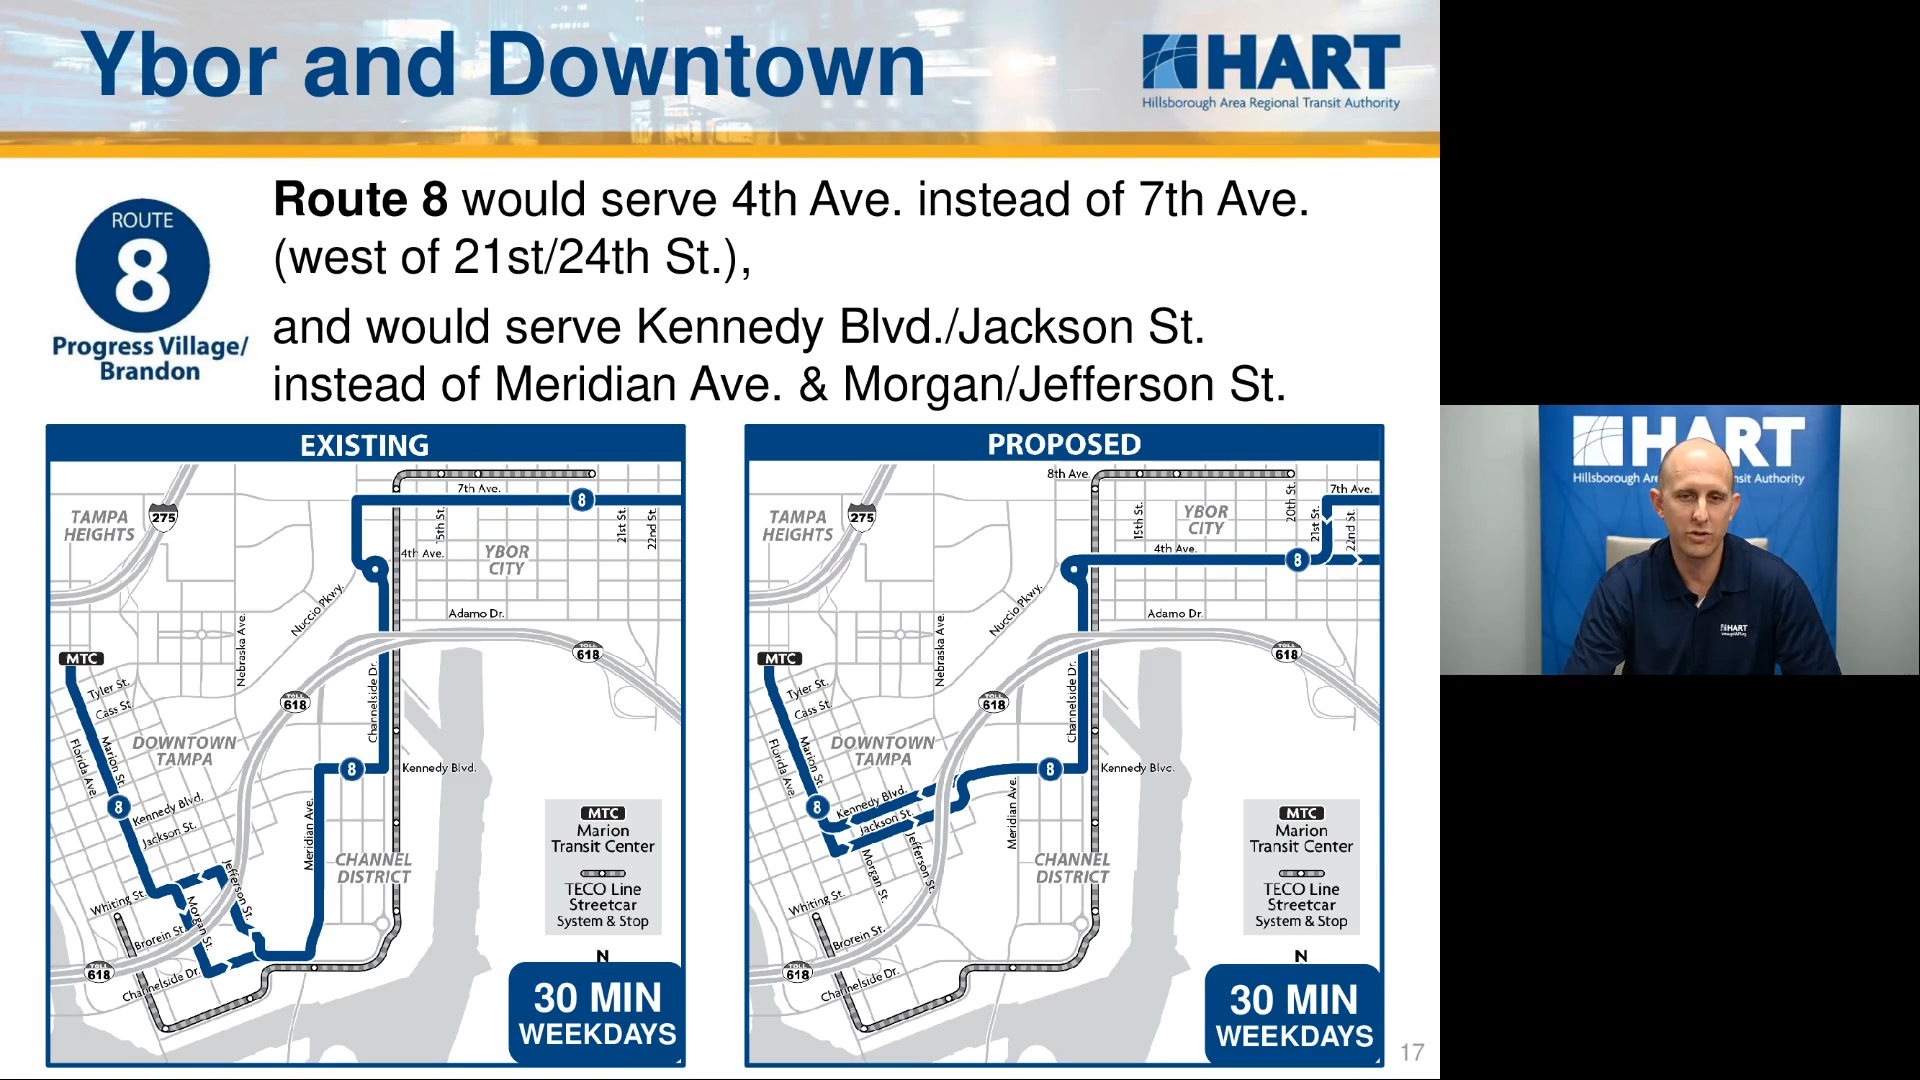 Ybor and Downtown
HART
Hillsborough Area Regional Transit Authority
ROUTE
8
Progress Village/
Brandon
Route 8 would serve 4th Ave. instead of 7th Ave.
(west of 21st/24th St.),
and would serve Kennedy Blvd./Jackson St.
instead of Meridian Ave. & Morgan/Jefferson St.
EXISTING
7th Ave.
8
TAMPA
HEIGHTS
275
15th St.
21st St.
22nd St.
4th Ave.
YBOR
CITY
Nuccio Pkwy.
Adamo Dr.
Nebraska Ave.
TOLL
618
MTC
Tyler St.
Cass St.
TOLL
618
Channelside Dr.
DOWNTOWN
TAMPA
Florida Ave.
Marion St.
8
Kennedy Blvd.
8
Kennedy Blvd.
Jackson St.
Meridian Ave.
CHANNEL
DISTRICT
Jefferson St.
Whiting St.
Morgan St.
Brorein St.
TOLL
618
Channelside Dr.
MTC
Marion
Transit Center
TECO Line
Streetcar
System & Stop
N
30 MIN
WEEKDAYS
PROPOSED
8th Ave.
7th Ave.
TAMPA
HEIGHTS
275
15th St.
YBOR
CITY
20th St.
21st St.
22nd St.
4th Ave.
8
Nuccio Pkwy.
Adamo Dr.
Nebraska Ave.
TOLL
618
MTC
Tyler St.
Cass St.
TOLL
618
Channelside Dr.
DOWNTOWN
TAMPA
Florida Ave.
Marion St.
8
Kennedy Blvd.
8
Kennedy Blvd.
Jackson St.
Meridian Ave.
CHANNEL
DISTRICT
Jefferson St.
Morgan St.
Whiting St.
Brorein St.
TOLL
618
Channelside Dr.
MTC
Marion
Transit Center
TECO Line
Streetcar
System & Stop
N
30 MIN
WEEKDAYS
17
HART
Hillsborough Are
nsit Authority
HART